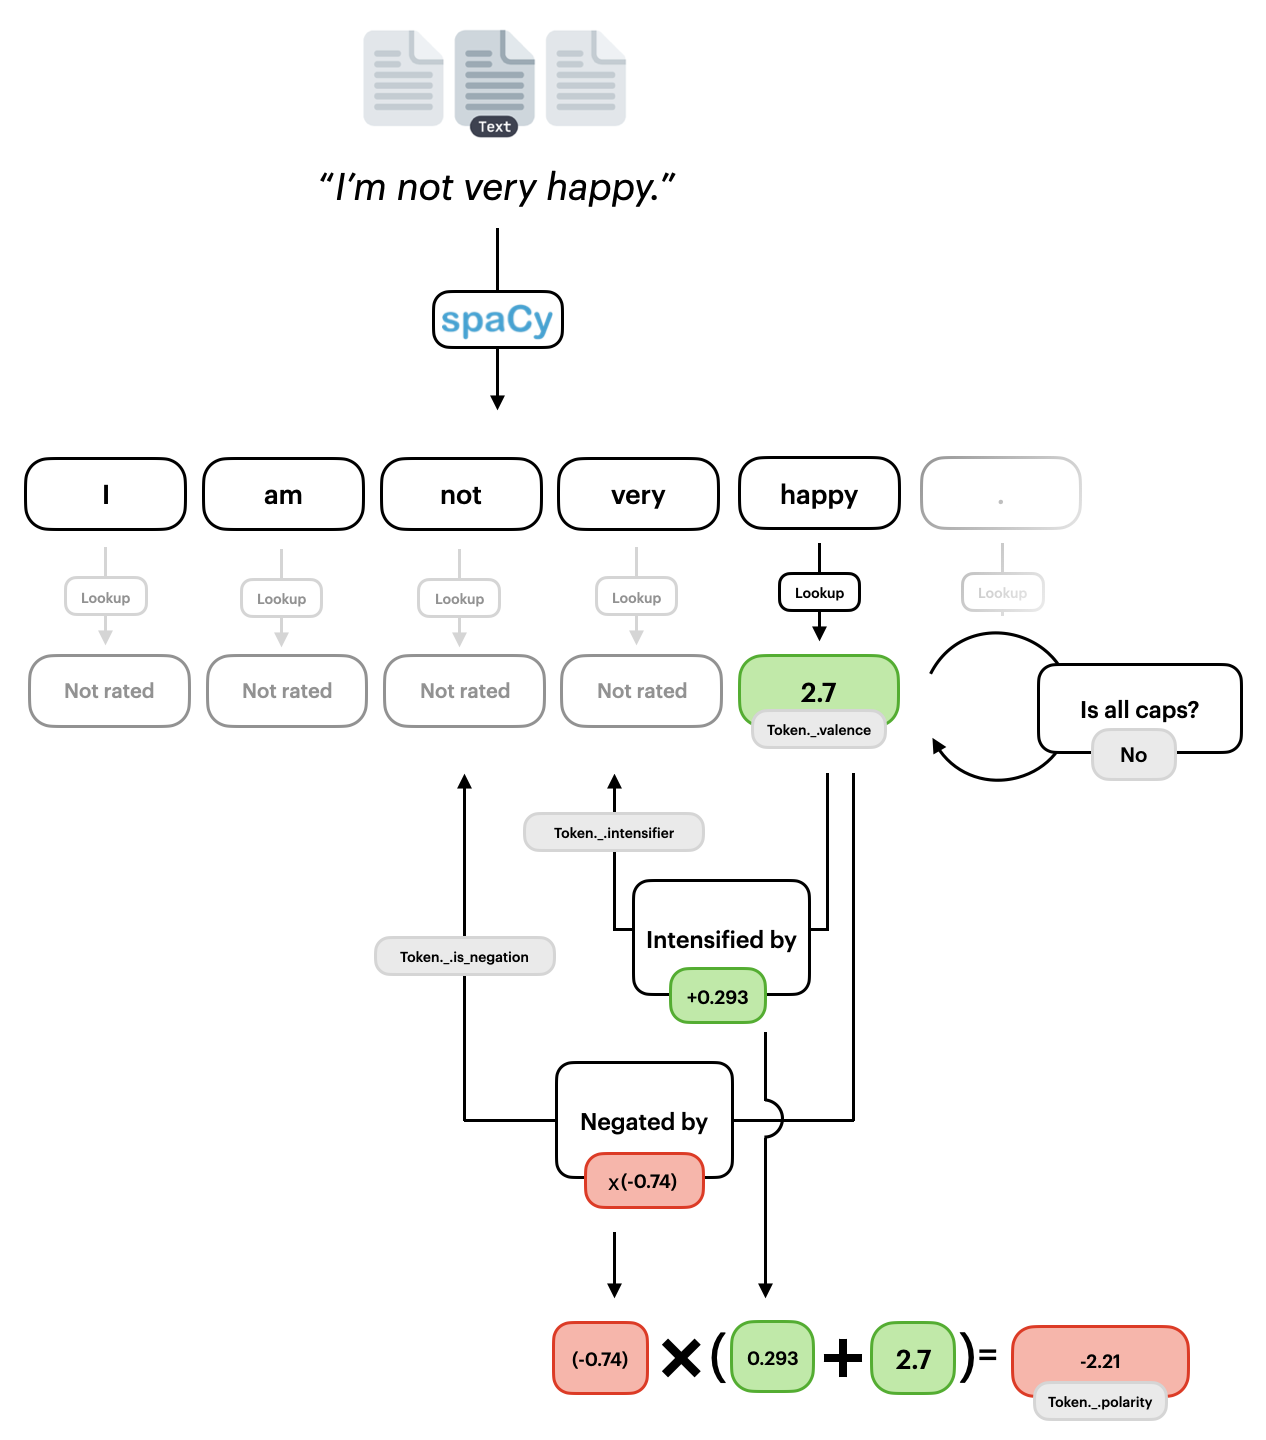 Text
“I’m not very happy.”
spaCy
I am not very happy .
Lookup Lookup Lookup Lookup Lookup Lookup
Not rated Not rated Not rated Not rated 2.7
Token._.valence
Is all caps?
No
Token._.intensifier
Intensified by
+0.293
Token._.is_negation
Negated by
x(-0.74)
(-0.74) × ( 0.293 + 2.7 ) = -2.21
Token._.polarity